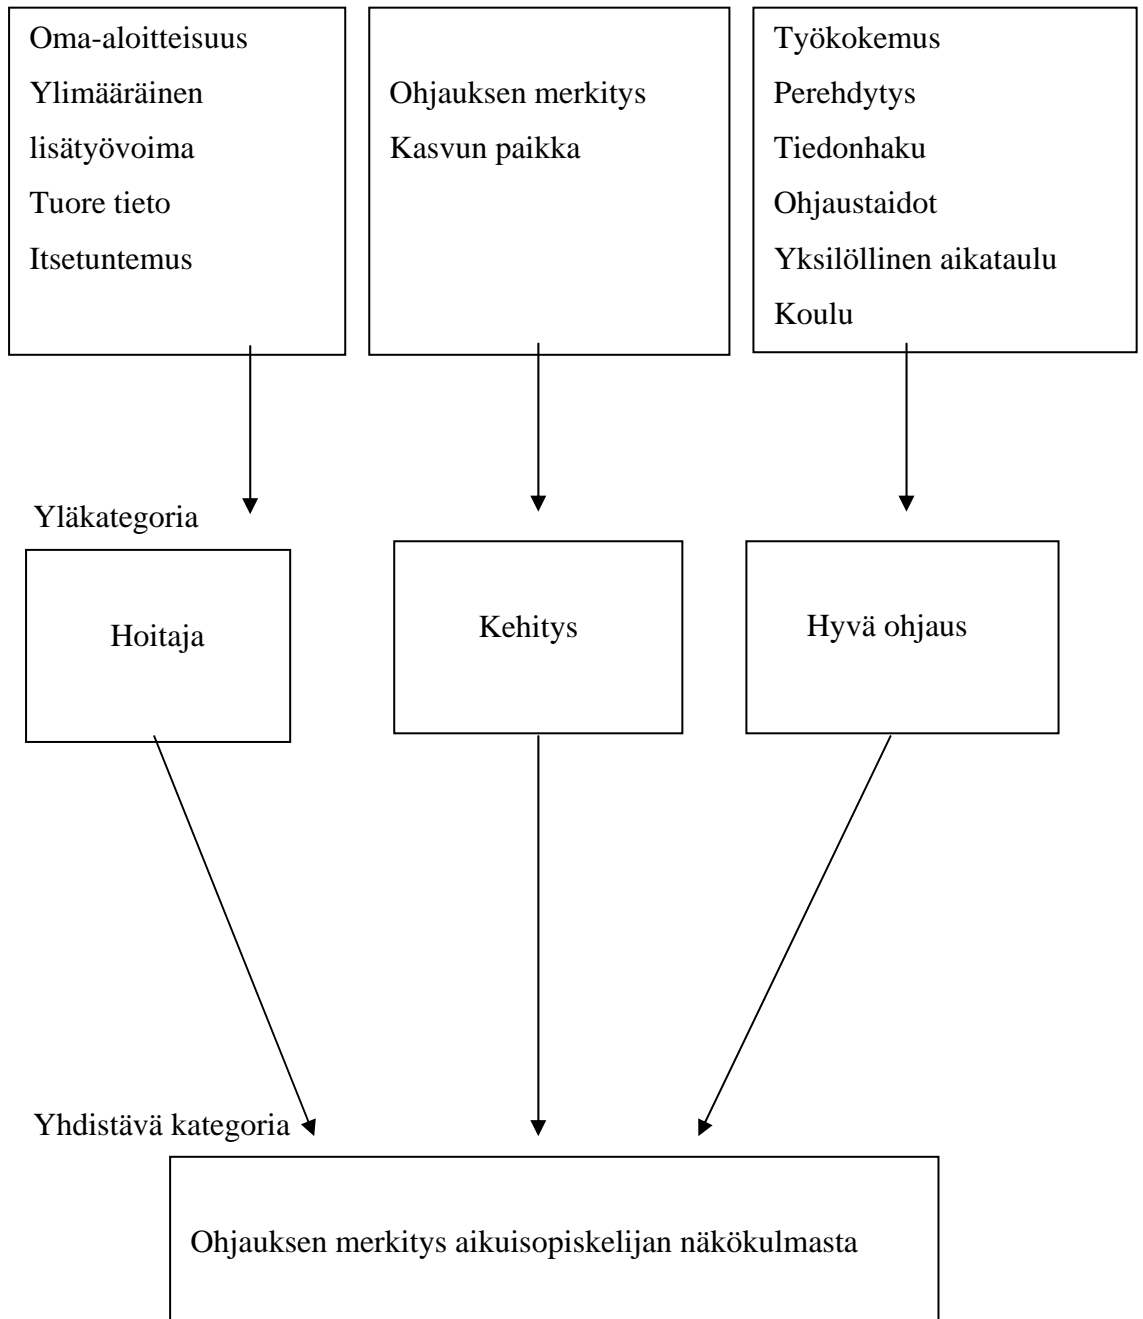 Oma-aloitteisuus
Ylimääräinen
lisätyövoima
Tuore tieto
Itsetuntemus
Ohjauksen merkitys
Kasvun paikka
Työkokemus
Perehdytys
Tiedonhaku
Ohjaustaidot
Yksilöllinen aikataulu
Koulu
Yläkategoria
Hoitaja
Kehitys
Hyvä ohjaus
Yhdistävä kategoria
Ohjauksen merkitys aikuisopiskelijan näkökulmasta